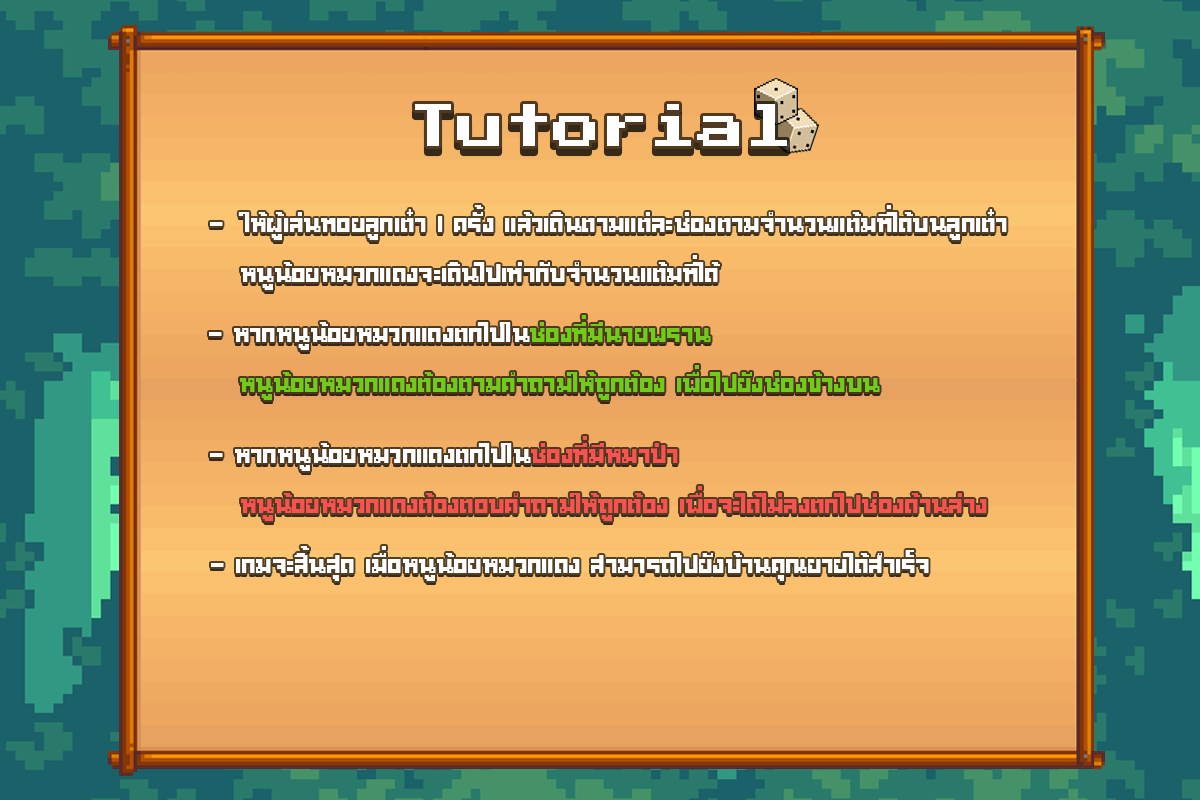 Tutorial
- ให้ผู้เล่นทอยลูกเต๋า 1 ครั้ง แล้วเดินตามแต่ละช่องตามจำนวนแต้มที่ได้บนลูกเต๋า
หนูน้อยหมวกแดงจะเดินไปเท่ากับจำนวนแต้มที่ได้
- หากหนูน้อยหมวกแดงตกไปในช่องที่มีนายพราน
หนูน้อยหมวกแดงต้องตามคำถามให้ถูกต้อง เพื่อไปยังช่องข้างบน
- หากหนูน้อยหมวกแดงตกไปในช่องที่มีหมาป่า
หนูน้อยหมวกแดงต้องตอบคำถามให้ถูกต้อง เพื่อจะได้ไม่ลงตกไปช่องด้านล่าง
- เกมจะสิ้นสุด เมื่อหนูน้อยหมวกแดง สามารถไปยังบ้านคุณยายได้สำเร็จ